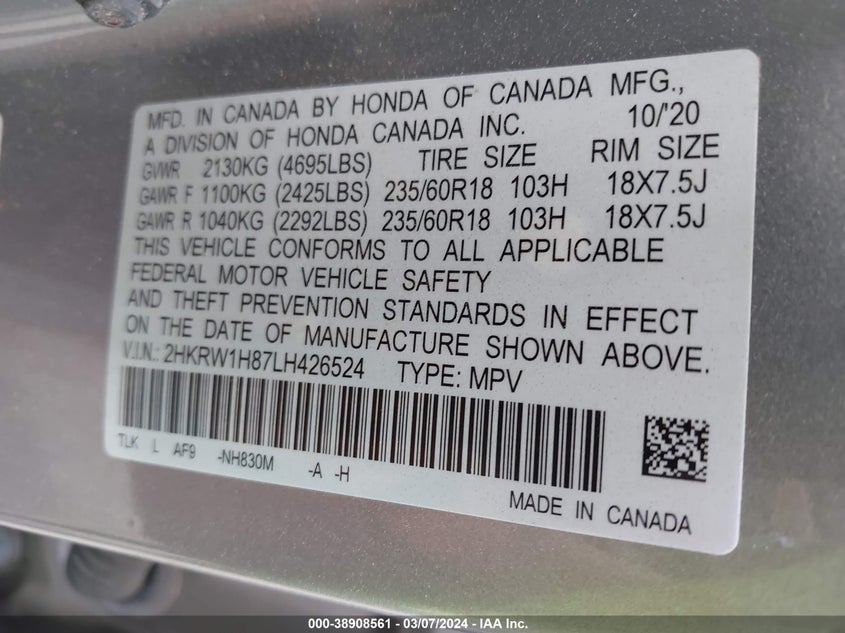 MFD. IN CANADA BY HONDA OF CANADA MFG.,
A DIVISION OF HONDA CANADA INC. 10/'20
GVWR 2130KG (4695LBS) TIRE SIZE RIM SIZE
GAWR F 1100KG (2425LBS) 235/60R18 103H 18X7.5J
GAWR R 1040KG (2292LBS) 235/60R18 103H 18X7.5J
THIS VEHICLE CONFORMS TO ALL APPLICABLE
FEDERAL MOTOR VEHICLE SAFETY
AND THEFT PREVENTION STANDARDS IN EFFECT
ON THE DATE OF MANUFACTURE SHOWN ABOVE.
V.I.N.: 2HKRW1H87LH426524 TYPE: MPV
TLK L AF9 -NH830M -A -H
MADE IN CANADA
000-38908561 — 03/07/2024 — IAA Inc.